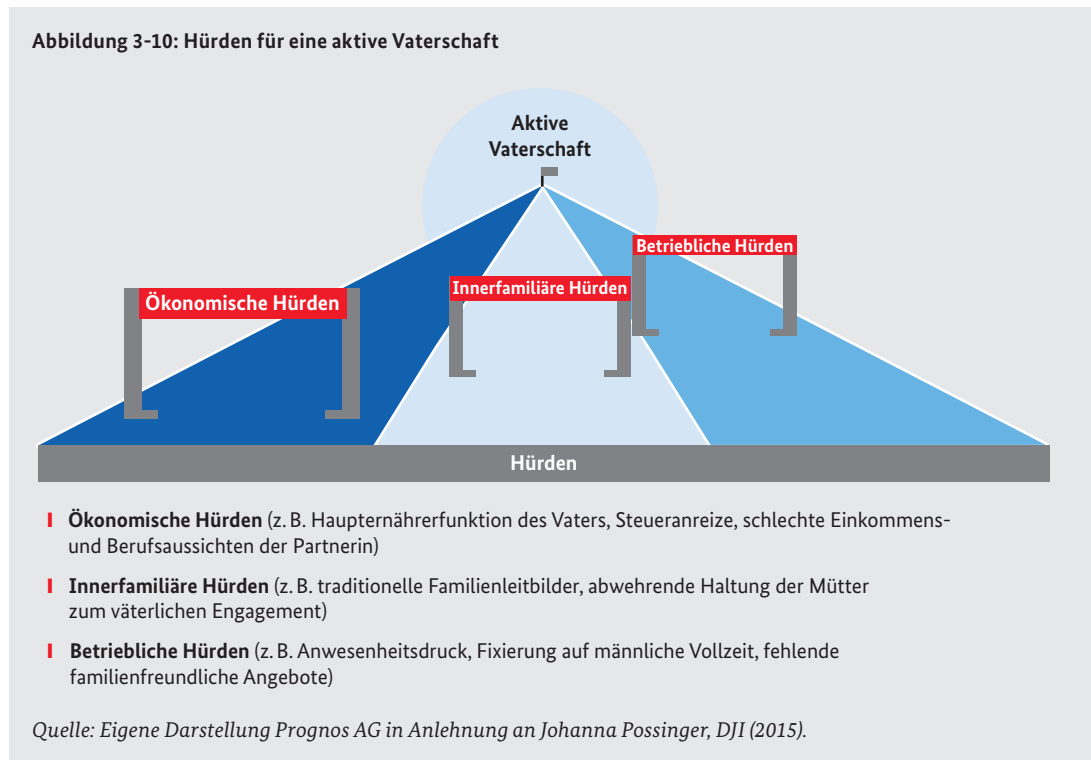 Abbildung 3-10: Hürden für eine aktive Vaterschaft
Aktive
Vaterschaft
Betriebliche Hürden
Innerfamiliäre Hürden
Ökonomische Hürden
Hürden
Ökonomische Hürden (z. B. Haupternährerfunktion des Vaters, Steueranreize, schlechte Einkommens-
und Berufsaussichten der Partnerin)
Innerfamiliäre Hürden (z. B. traditionelle Familienleitbilder, abwehrende Haltung der Mütter
zum väterlichen Engagement)
Betriebliche Hürden (z. B. Anwesenheitsdruck, Fixierung auf männliche Vollzeit, fehlende
familienfreundliche Angebote)
Quelle: Eigene Darstellung Prognos AG in Anlehnung an Johanna Possinger, DJI (2015).